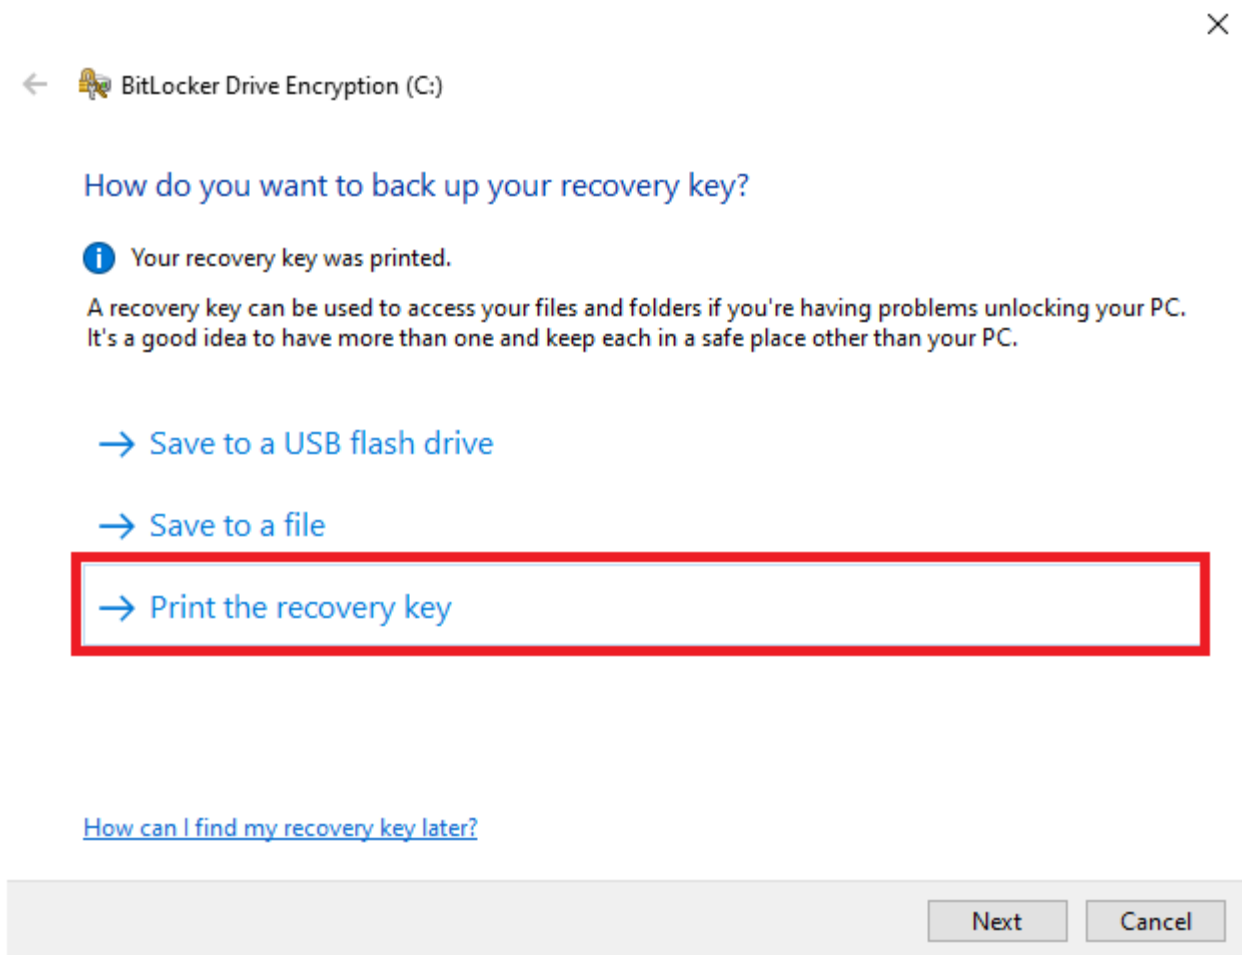 BitLocker Drive Encryption (C:)
How do you want to back up your recovery key?
Your recovery key was printed.
A recovery key can be used to access your files and folders if you're having problems unlocking your PC.
It's a good idea to have more than one and keep each in a safe place other than your PC.
Save to a USB flash drive
Save to a file
Print the recovery key
How can I find my recovery key later?
Next Cancel